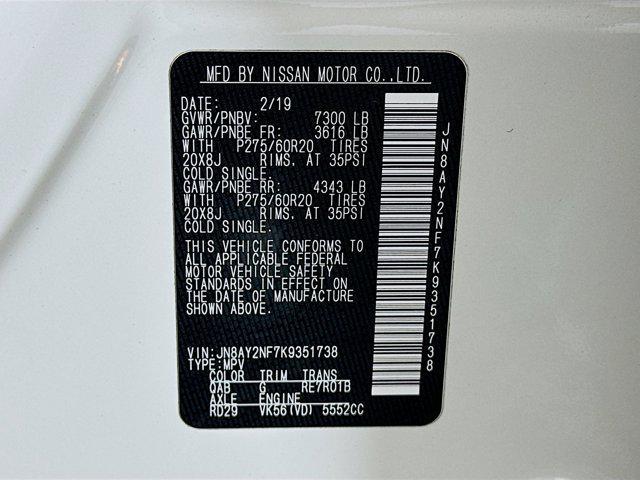 MFD BY NISSAN MOTOR CO.,LTD.
DATE: 2/19
GVWR/PNBV: 7300 LB
GAWR/PNBE FR: 3616 LB
WITH P275/60R20 TIRES
20X8J RIMS. AT 35PSI
COLD SINGLE.
GAWR/PNBE RR: 4343 LB
WITH P275/60R20 TIRES
20X8J RIMS. AT 35PSI
COLD SINGLE.
THIS VEHICLE CONFORMS TO
ALL APPLICABLE FEDERAL
MOTOR VEHICLE SAFETY
STANDARDS IN EFFECT ON
THE DATE OF MANUFACTURE
SHOWN ABOVE.
VIN:JN8AY2NF7K9351738
TYPE:MPV
COLOR TRIM TRANS
QAB G RE7R01B
AXLE ENGINE
RD29 VK56(VD) 5552CC
JN8AY2NF7K9351738